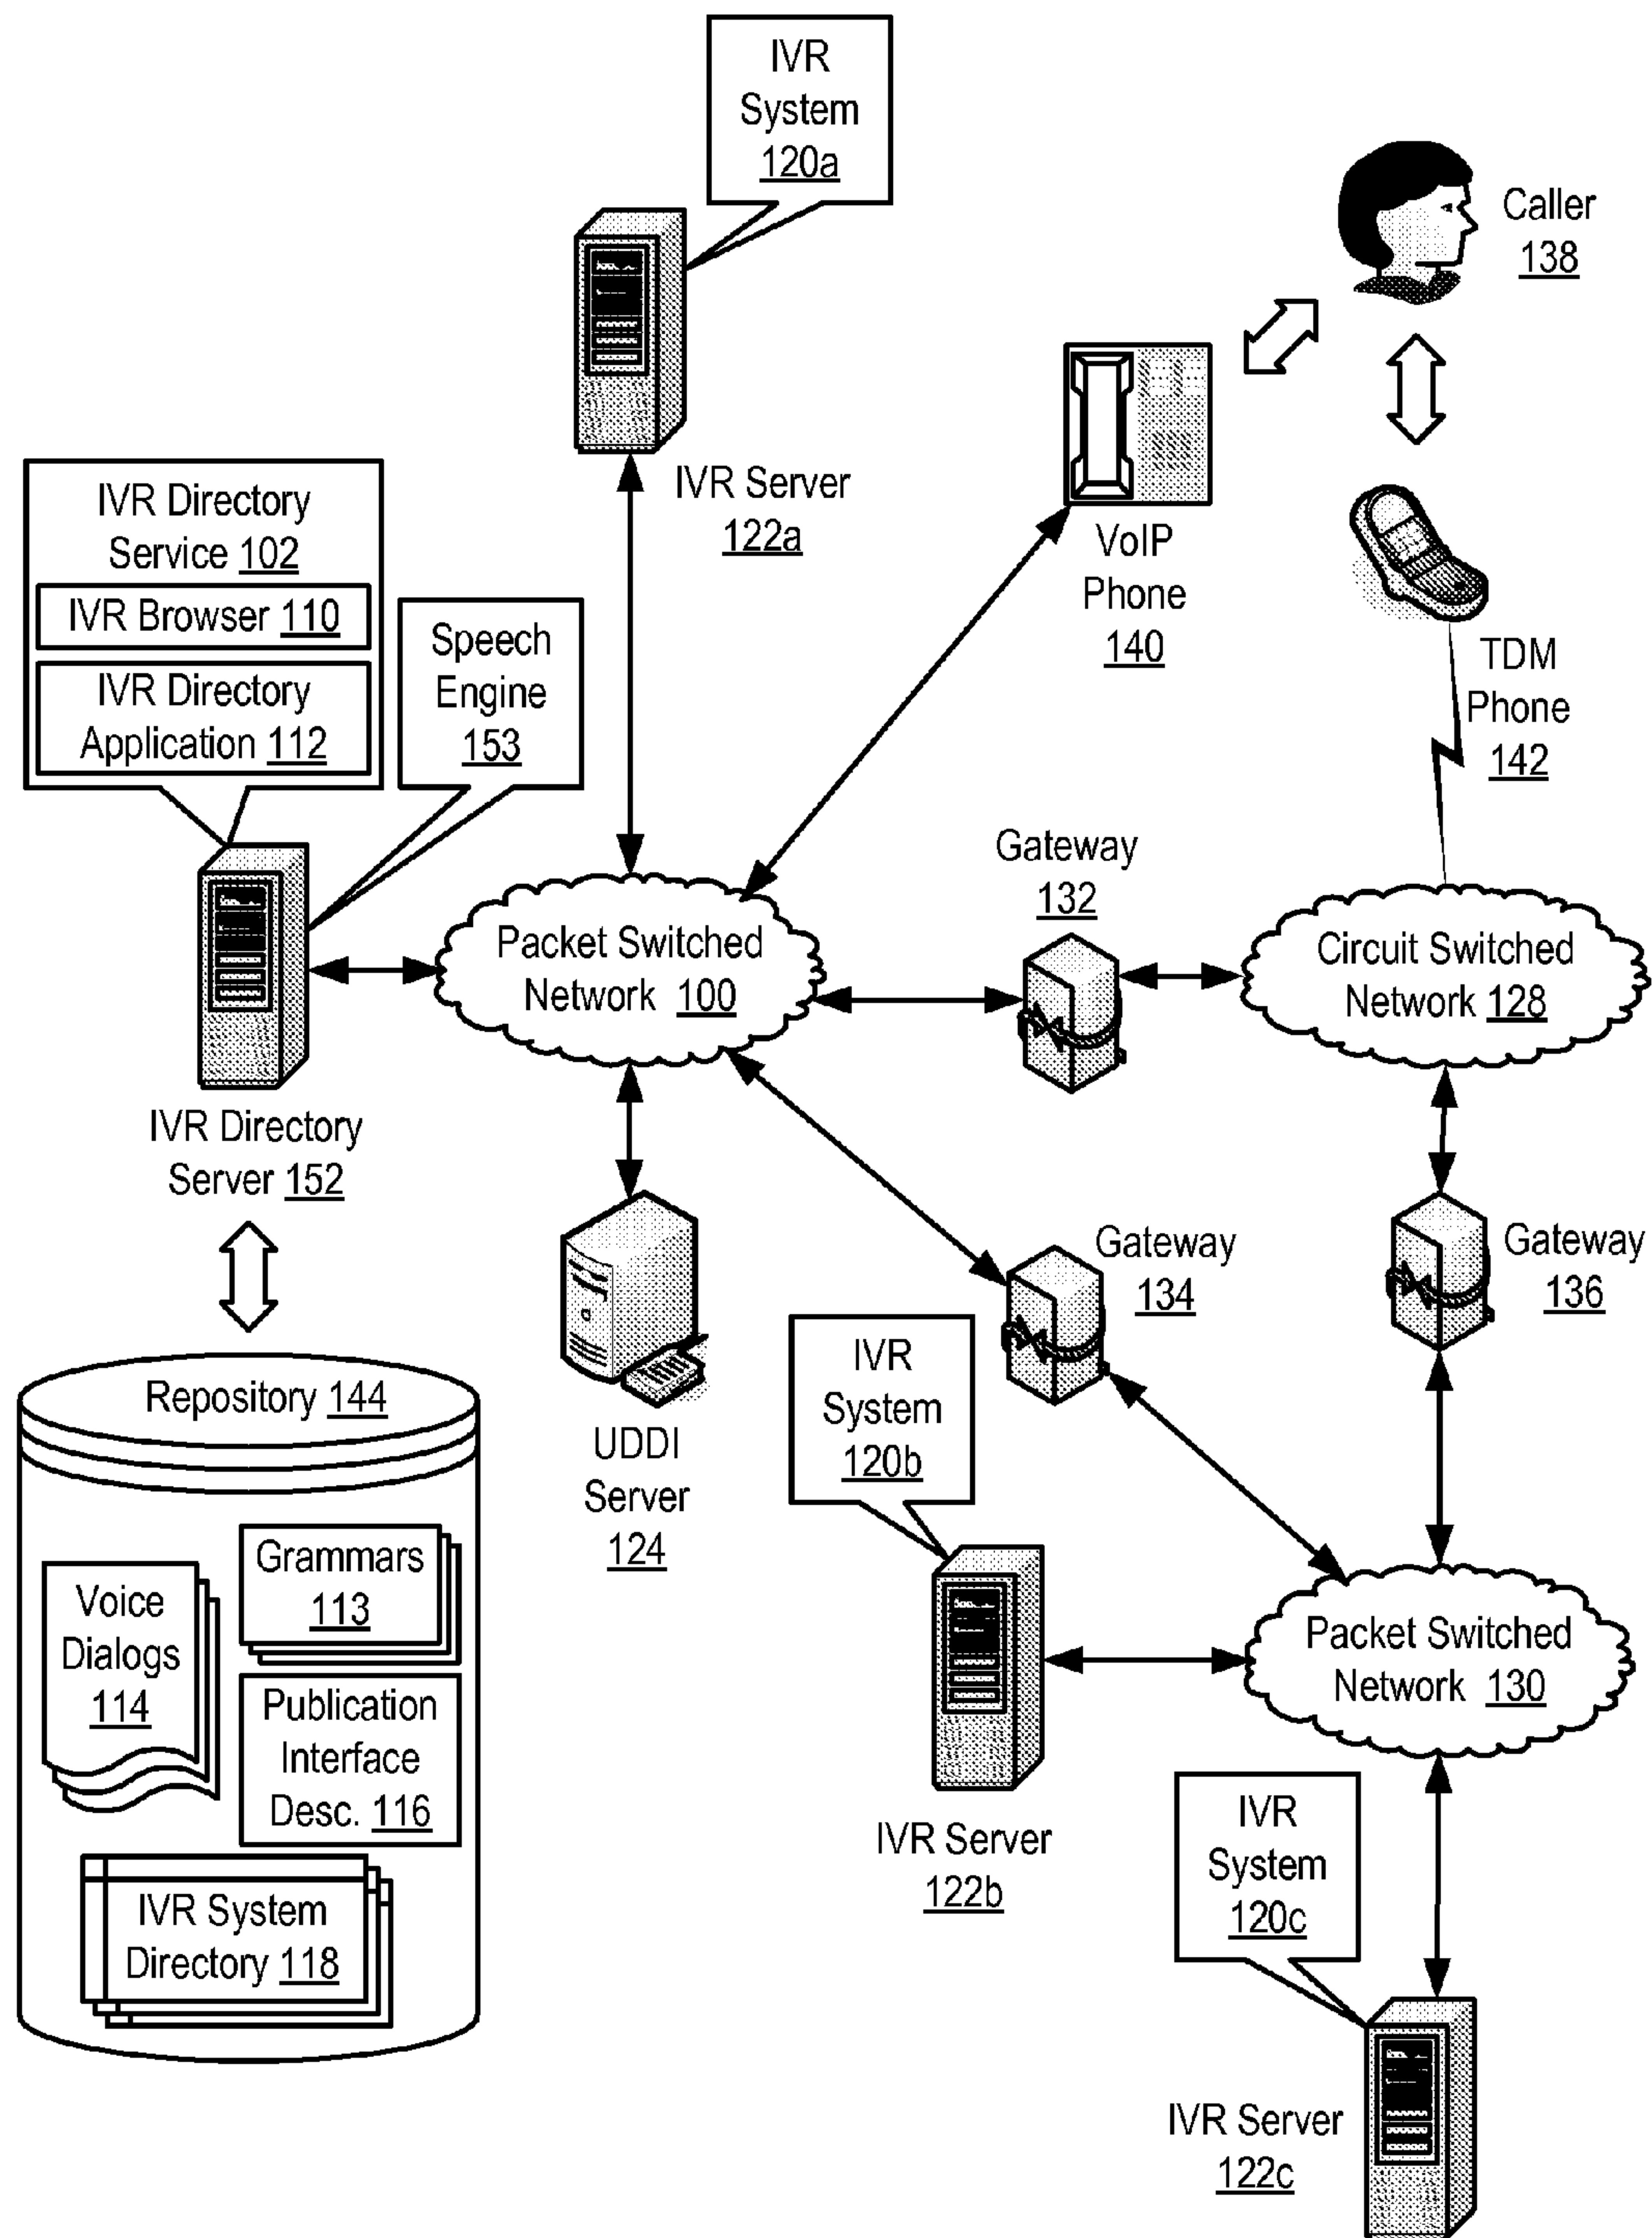 IVR
System
120a
Caller
138
IVR Server
122a
VoIP
Phone
140
IVR Directory
Service 102
IVR Browser 110
IVR Directory
Application 112
Speech
Engine
153
TDM
Phone
142
Gateway
132
Packet Switched
Network 100
Circuit Switched
Network 128
IVR Directory
Server 152
Gateway
134
Gateway
136
IVR
System
120b
Repository 144
UDDI
Server
124
Grammars
113
Voice
Dialogs
114
Publication
Interface
Desc. 116
Packet Switched
Network 130
IVR Server
122b
IVR
System
120c
IVR System
Directory 118
IVR Server
122c